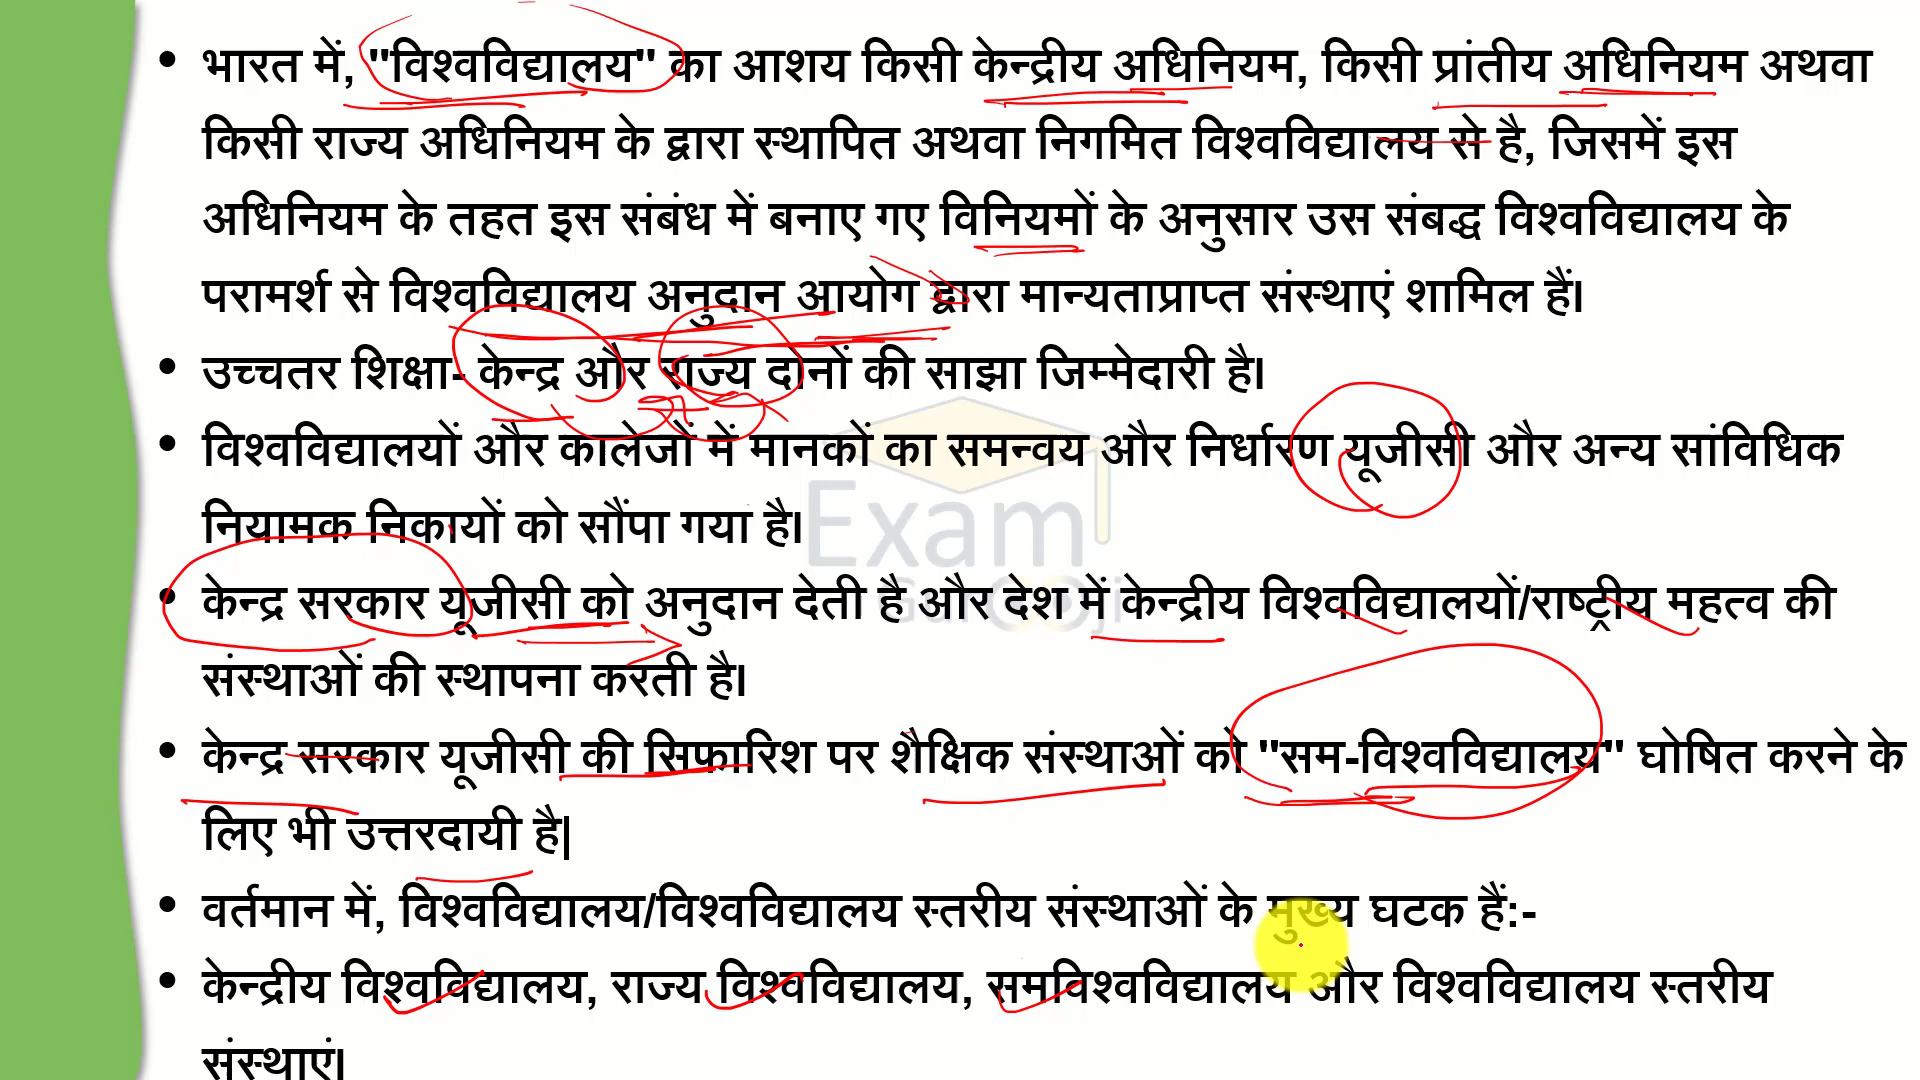 • भारत में, "विश्वविद्यालय" का आशय किसी केन्द्रीय अधिनियम, किसी प्रांतीय अधिनियम अथवा
किसी राज्य अधिनियम के द्वारा स्थापित अथवा निगमित विश्वविद्यालय से है, जिसमें इस
अधिनियम के तहत इस संबंध में बनाए गए विनियमों के अनुसार उस संबद्ध विश्वविद्यालय के
परामर्श से विश्वविद्यालय अनुदान आयोग द्वारा मान्यताप्राप्त संस्थाएं शामिल हैं।
• उच्चतर शिक्षा- केन्द्र और राज्य दानों की साझा जिम्मेदारी है।
• विश्वविद्यालयों और कालेजों में मानकों का समन्वय और निर्धारण यूजीसी और अन्य सांविधिक
नियामक निकायों को सौंपा गया है।
• केन्द्र सरकार यूजीसी को अनुदान देती है और देश में केन्द्रीय विश्वविद्यालयों/राष्ट्रीय महत्व की
संस्थाओं की स्थापना करती है।
• केन्द्र सरकार यूजीसी की सिफारिश पर शैक्षिक संस्थाओं को "सम-विश्वविद्यालय" घोषित करने के
लिए भी उत्तरदायी है|
• वर्तमान में, विश्वविद्यालय/विश्वविद्यालय स्तरीय संस्थाओं के मुख्य घटक हैं:-
• केन्द्रीय विश्वविद्यालय, राज्य विश्वविद्यालय, समविश्वविद्यालय और विश्वविद्यालय स्तरीय
संस्थाएं।
Exam